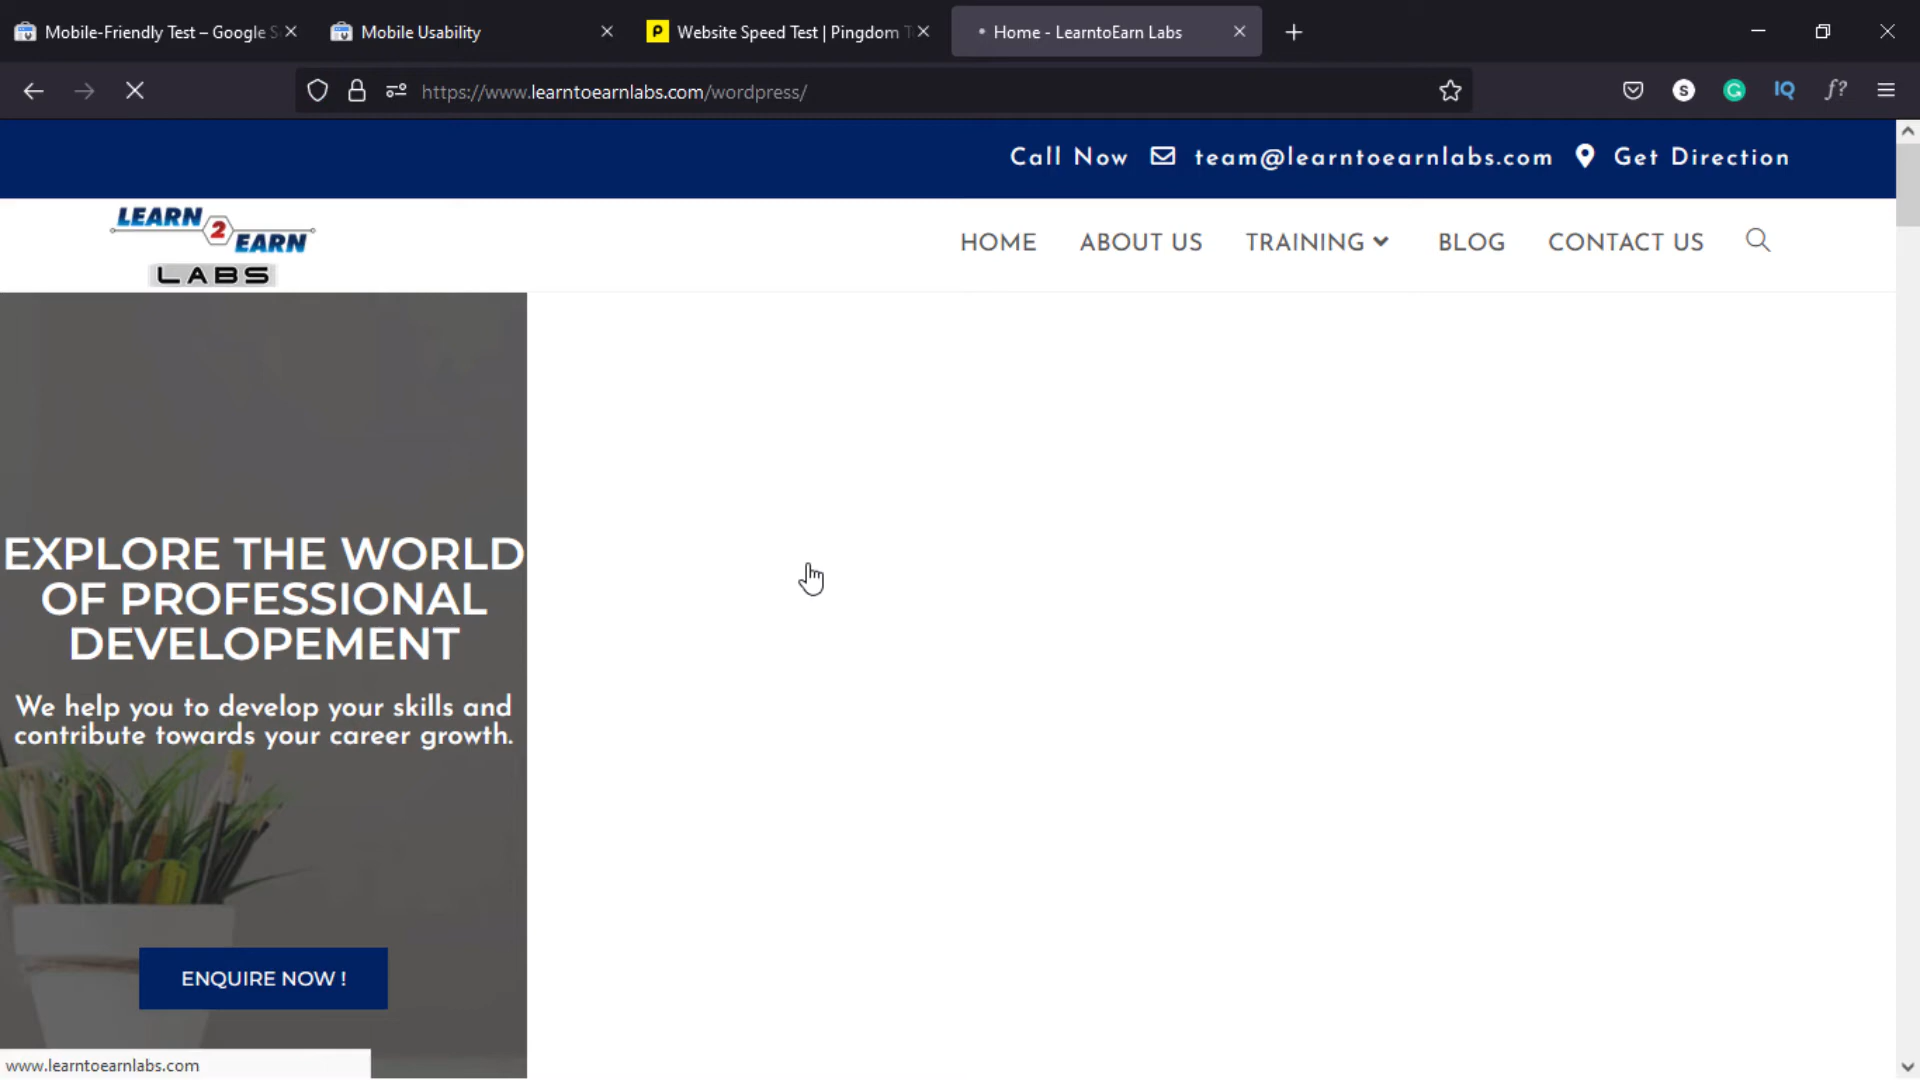 Mobile-Friendly Test – Google S
Mobile Usability
P
Website Speed Test | Pingdom T
Home - LearntoEarn Labs
https://www.learntoearnlabs.com/wordpress/
S
G
IQ
f?
Call Now team@learntoearnlabs.com Get Direction
LEARN 2 EARN
LABS
HOME
ABOUT US
TRAINING
BLOG
CONTACT US
EXPLORE THE WORLD
OF PROFESSIONAL
DEVELOPEMENT
We help you to develop your skills and
contribute towards your career growth.
ENQUIRE NOW !
www.learntoearnlabs.com